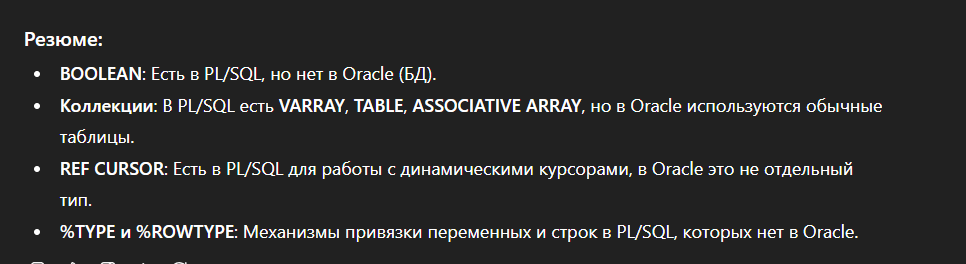 Резюме:
• BOOLEAN: Есть в PL/SQL, но нет в Oracle (БД).
• Коллекции: В PL/SQL есть VARRAY, TABLE, ASSOCIATIVE ARRAY, но в Oracle используются обычные
таблицы.
• REF CURSOR: Есть в PL/SQL для работы с динамическими курсорами, в Oracle это не отдельный
тип.
• %TYPE и %ROWTYPE: Механизмы привязки переменных и строк в PL/SQL, которых нет в Oracle.